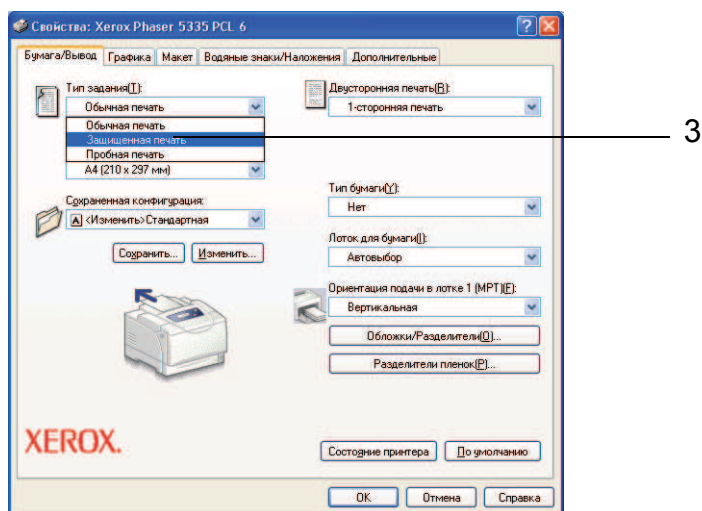 Свойства: Xerox Phaser 5335 PCL 6
Бумага/Вывод Графика Макет Водяные знаки/Наложения Дополнительные
Тип задания(T):
Обычная печать
Обычная печать
Защищенная печать
Пробная печать
A4 (210 x 297 мм)
Сохраненная конфигурация:
<Изменить>Стандартная
Сохранить... Изменить...
Двусторонняя печать(R):
1-сторонняя печать
3
Тип бумаги(Y):
Нет
Лоток для бумаги(I):
Автовыбор
Ориентация подачи в лотке 1 (MPT)(F):
Вертикальная
Обложки/Разделители(O)...
Разделители пленок(P)...
XEROX.
Состояние принтера По умолчанию
OK Отмена Справка